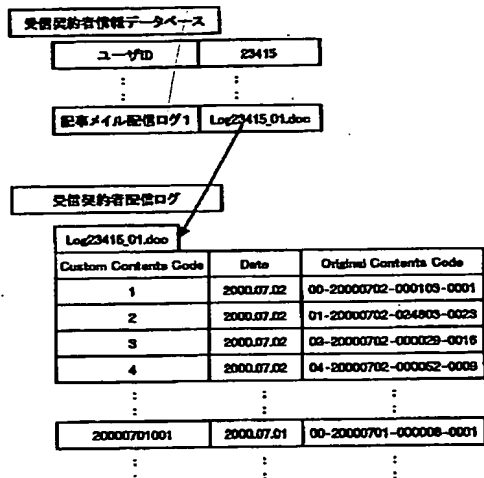 受信契約者情報データベース
ユーザID 23415
記事メイル配信ログ1 Log23415_01.doc
受信契約者配信ログ
Log23415_01.doc
Custom Contents Code Date Original Contents Code
1 2000.07.02 00-20000702-000103-0001
2 2000.07.02 01-20000702-024803-0023
3 2000.07.02 03-20000702-000029-0016
4 2000.07.02 04-20000702-000052-0009
20000701001 2000.07.01 00-20000701-000008-0001